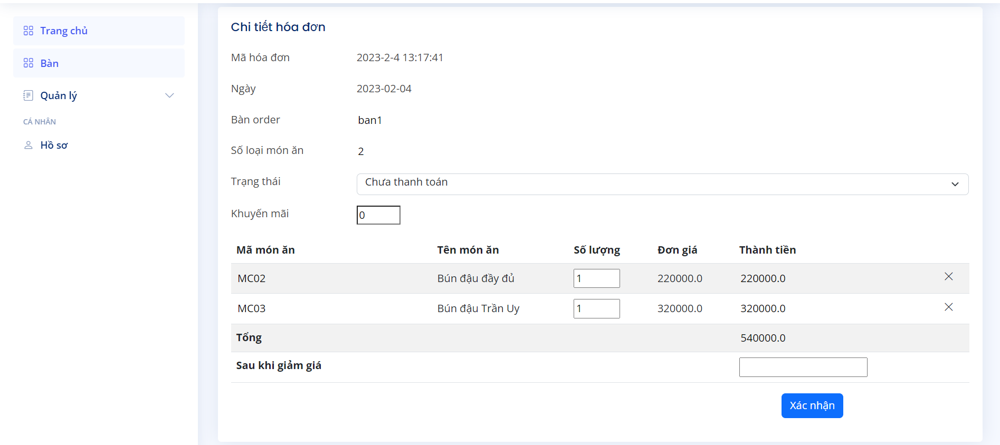 Trang chủ
Bàn
Quản lý
CÁ NHÂN
Hồ sơ
Chi tiết hóa đơn
Mã hóa đơn 2023-2-4 13:17:41
Ngày 2023-02-04
Bàn order ban1
Số loại món ăn 2
Trạng thái Chưa thanh toán
Khuyến mãi 0
Mã món ăn Tên món ăn Số lượng Đơn giá Thành tiền
MC02 Bún đậu đầy đủ 1 220000.0 220000.0
MC03 Bún đậu Trần Uy 1 320000.0 320000.0
Tổng 540000.0
Sau khi giảm giá
Xác nhận